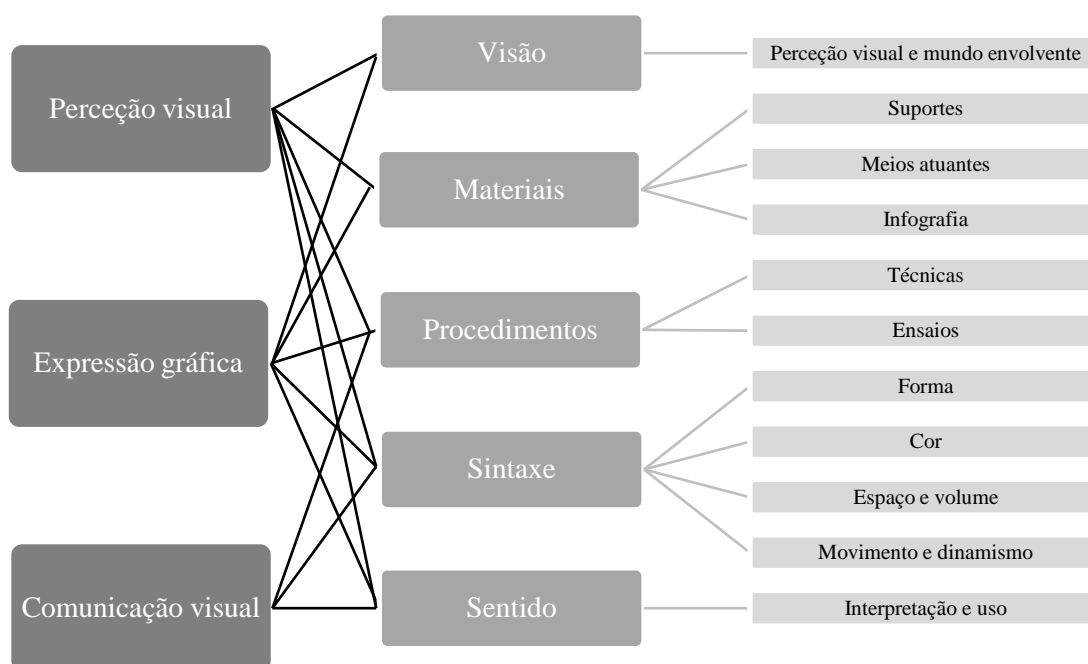 Perceção visual
Expressão gráfica
Comunicação visual
Visão
Materiais
Procedimentos
Sintaxe
Sentido
Perceção visual e mundo envolvente
Suportes
Meios atuantes
Infografia
Técnicas
Ensaios
Forma
Cor
Espaço e volume
Movimento e dinamismo
Interpretação e uso